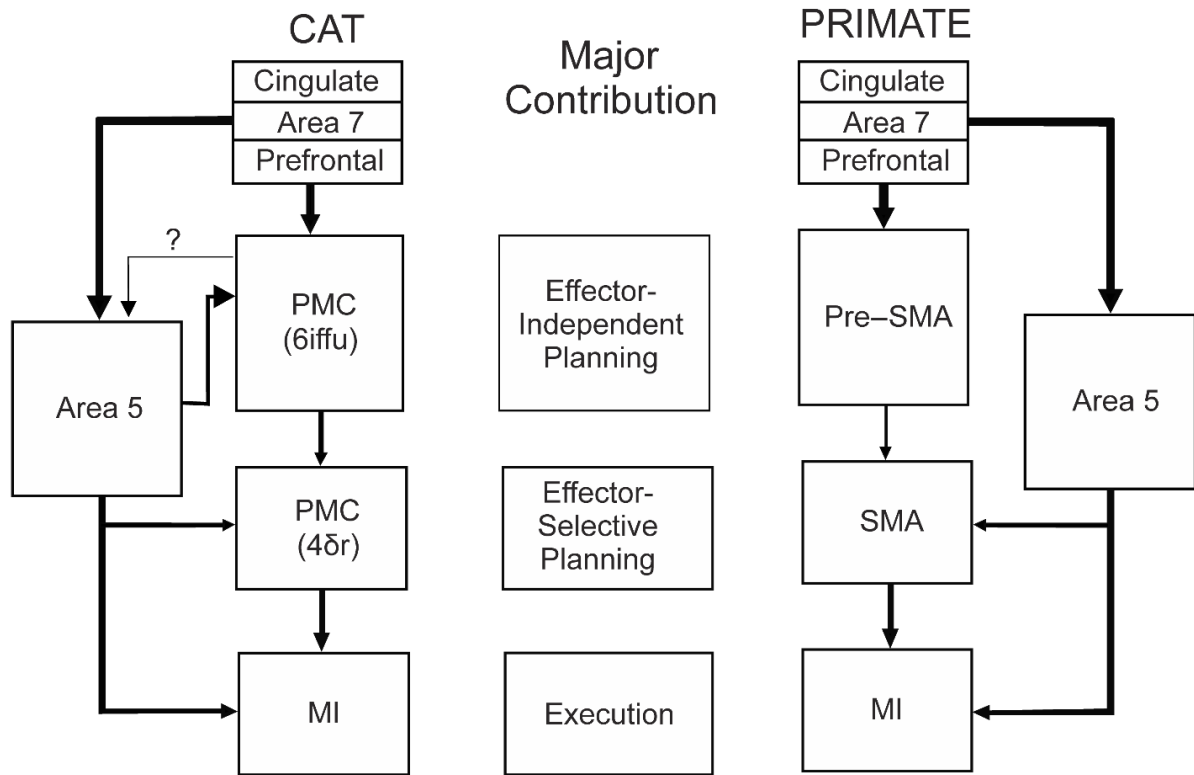 CAT
Major
Contribution
PRIMATE
Cingulate
Area 7
Prefrontal
Cingulate
Area 7
Prefrontal
?
PMC
(6iffu)
Effector-
Independent
Planning
Pre–SMA
Area 5
Area 5
PMC
(4δr)
Effector-
Selective
Planning
SMA
MI
Execution
MI